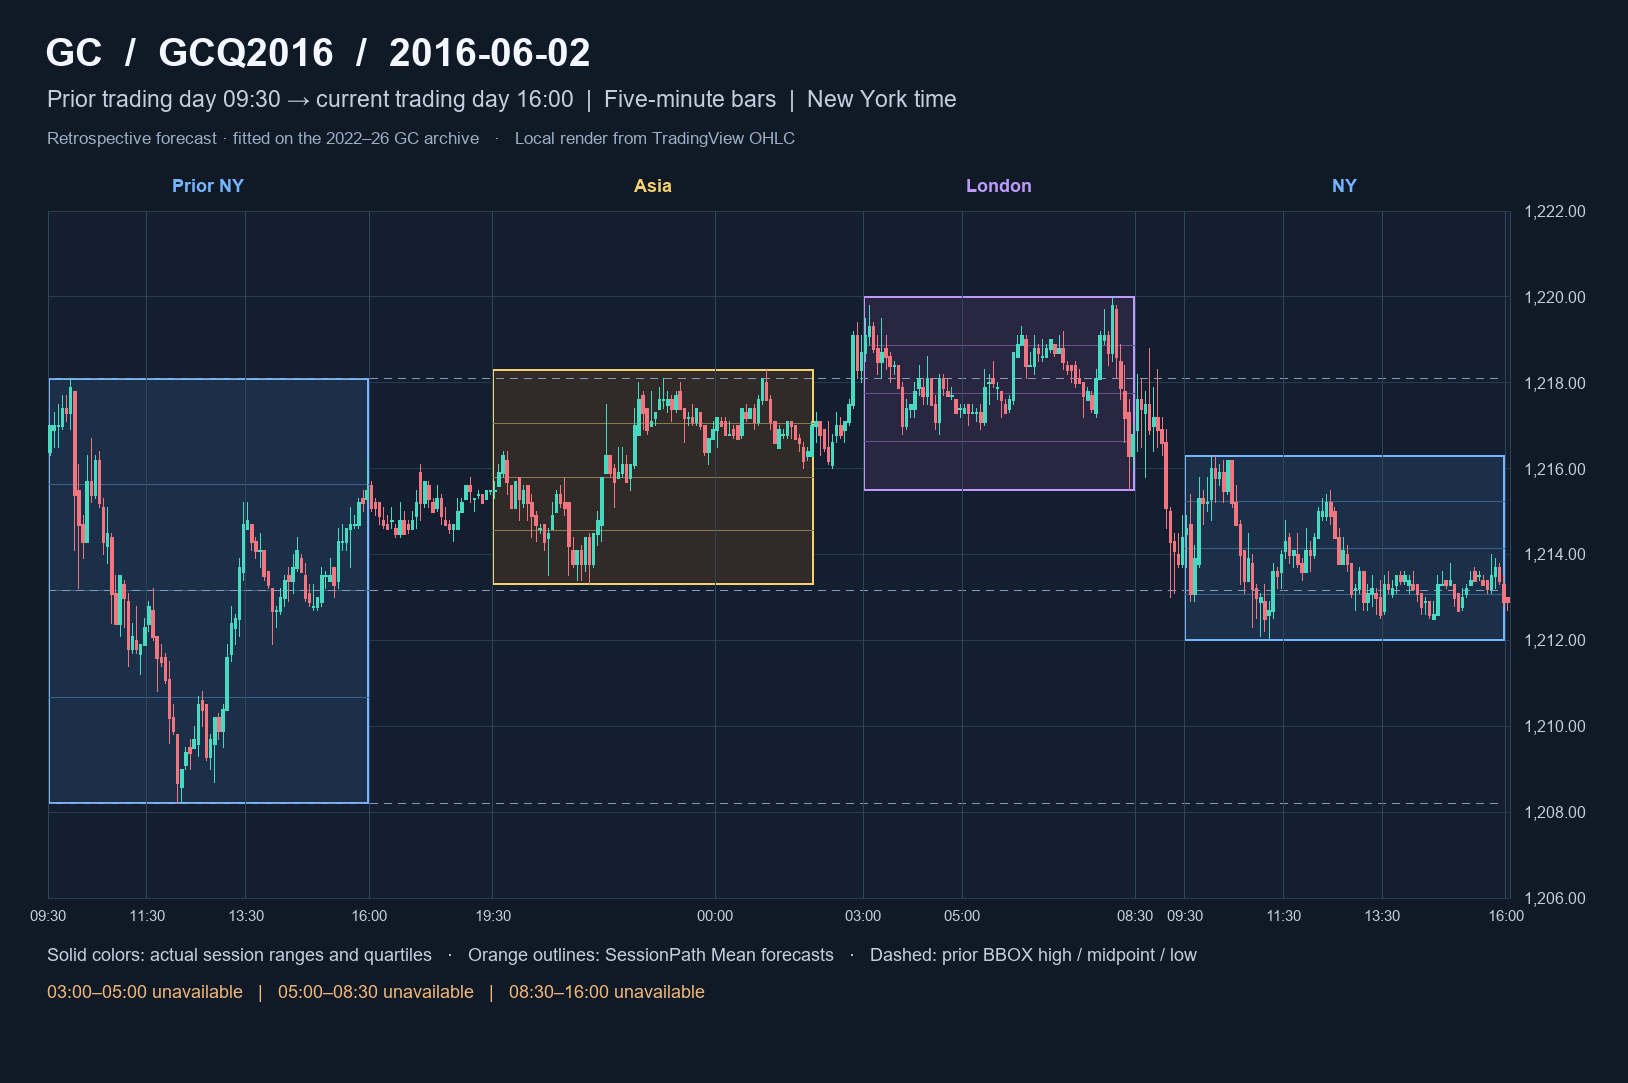 GC / GCQ2016 / 2016-06-02
Prior trading day 09:30 → current trading day 16:00 | Five-minute bars | New York time
Retrospective forecast · fitted on the 2022–26 GC archive · Local render from TradingView OHLC
Prior NY Asia London NY
1,222.00
1,220.00
1,218.00
1,216.00
1,214.00
1,212.00
1,210.00
1,208.00
1,206.00
09:30 11:30 13:30 16:00 19:30 00:00 03:00 05:00 08:30 09:30 11:30 13:30 16:00
Solid colors: actual session ranges and quartiles · Orange outlines: SessionPath Mean forecasts · Dashed: prior BBOX high / midpoint / low
03:00–05:00 unavailable | 05:00–08:30 unavailable | 08:30–16:00 unavailable